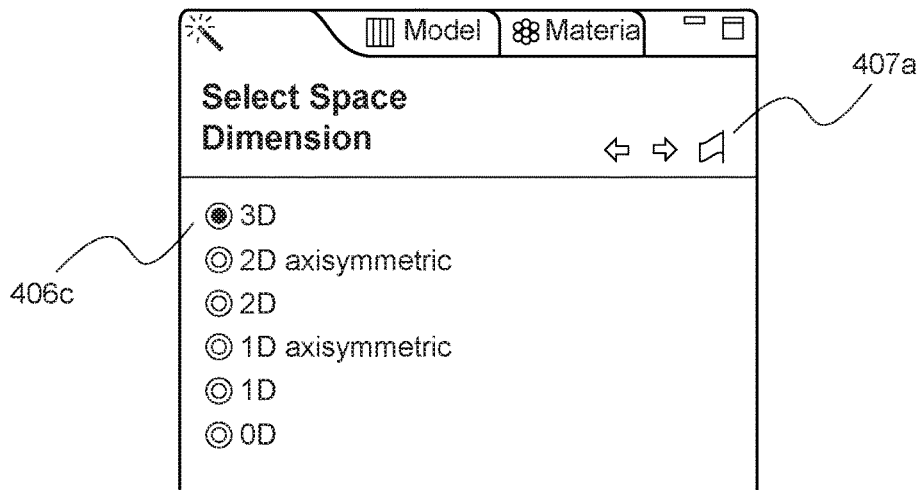 Model Materia
407a
Select Space
Dimension
3D
2D axisymmetric
406c
2D
1D axisymmetric
1D
0D